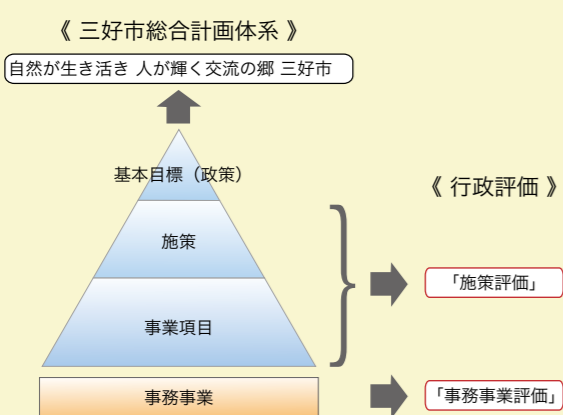 《 三好市総合計画体系 》
自然が生き活き 人が輝く交流の郷 三好市
基本目標（政策）
《 行政評価 》
施策
「施策評価」
事業項目
事務事業
「事務事業評価」